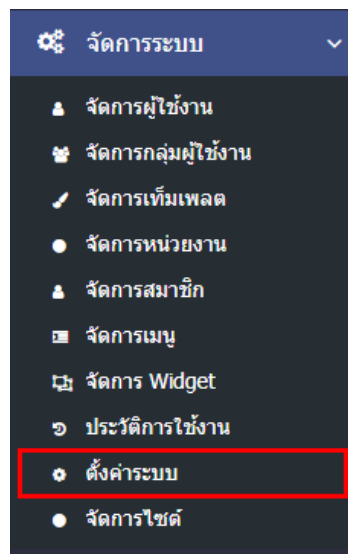 จัดการระบบ
จัดการผู้ใช้งาน
จัดการกลุ่มผู้ใช้งาน
จัดการเท็มเพลต
จัดการหน่วยงาน
จัดการสมาชิก
จัดการเมนู
จัดการ Widget
ประวัติการใช้งาน
ตั้งค่าระบบ
จัดการไซต์